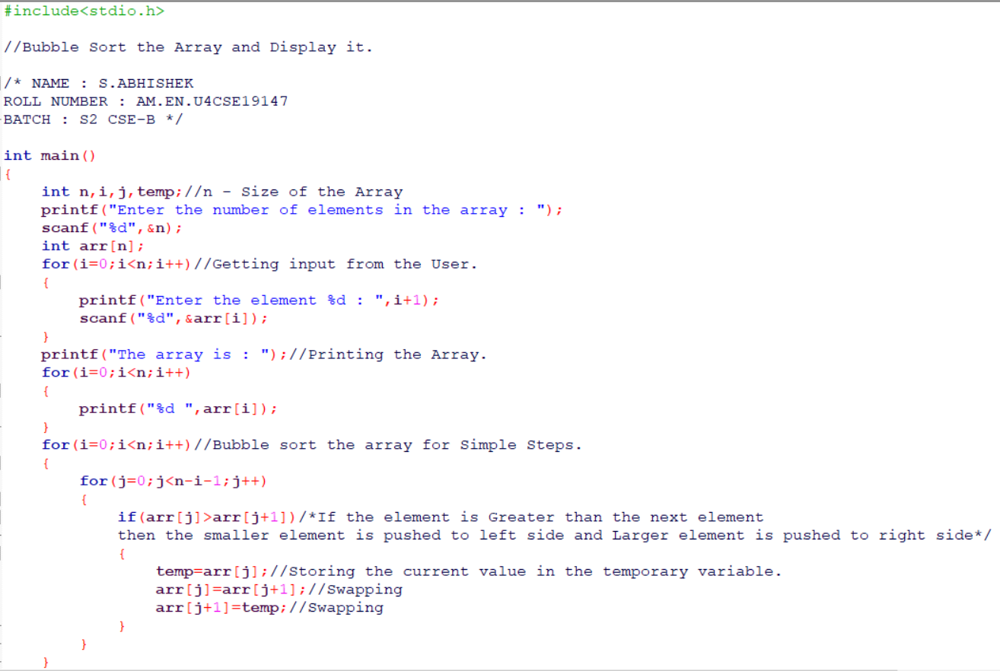 #include<stdio.h>
//Bubble Sort the Array and Display it.
/* NAME : S.ABHISHEK
ROLL NUMBER : AM.EN.U4CSE19147
BATCH : S2 CSE-B */
int main()
{
    int n,i,j,temp;//n - Size of the Array
    printf("Enter the number of elements in the array : ");
    scanf("%d",&n);
    int arr[n];
    for(i=0;i<n;i++)//Getting input from the User.
    {
        printf("Enter the element %d : ",i+1);
        scanf("%d",&arr[i]);
    }
    printf("The array is : ");//Printing the Array.
    for(i=0;i<n;i++)
    {
        printf("%d ",arr[i]);
    }
    for(i=0;i<n;i++)//Bubble sort the array for Simple Steps.
    {
        for(j=0;j<n-i-1;j++)
        {
            if(arr[j]>arr[j+1])/*If the element is Greater than the next element
            then the smaller element is pushed to left side and Larger element is pushed to right side*/
            {
                temp=arr[j];//Storing the current value in the temporary variable.
                arr[j]=arr[j+1];//Swapping
                arr[j+1]=temp;//Swapping
            }
        }
    }